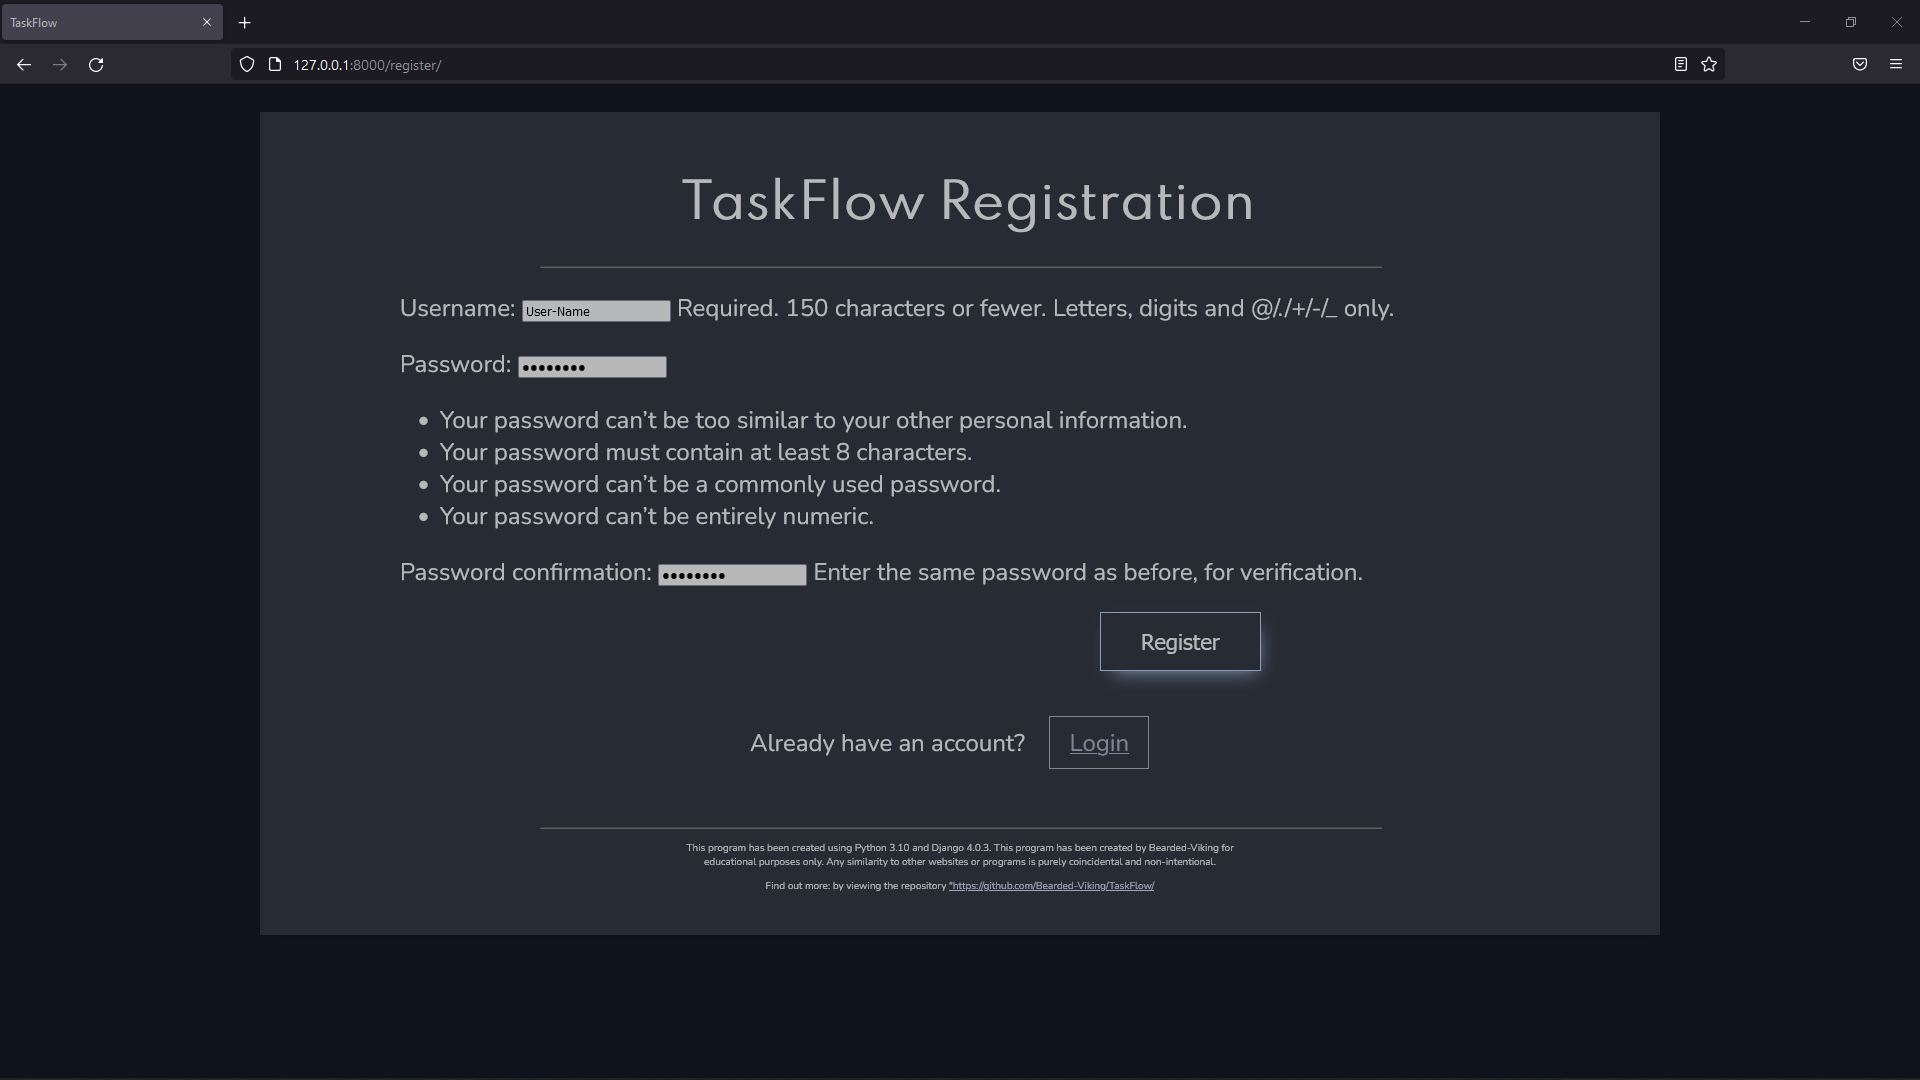 TaskFlow
127.0.0.1:8000/register/
TaskFlow Registration
Username: User-Name Required. 150 characters or fewer. Letters, digits and @/./+/-/_ only.
Password: ••••••••
• Your password can’t be too similar to your other personal information.
• Your password must contain at least 8 characters.
• Your password can’t be a commonly used password.
• Your password can’t be entirely numeric.
Password confirmation: •••••••• Enter the same password as before, for verification.
Register
Already have an account? Login
This program has been created using Python 3.10 and Django 4.0.3. This program has been created by Bearded-Viking for
educational purposes only. Any similarity to other websites or programs is purely coincidental and non-intentional.
Find out more: by viewing the repository "https://github.com/Bearded-Viking/TaskFlow/